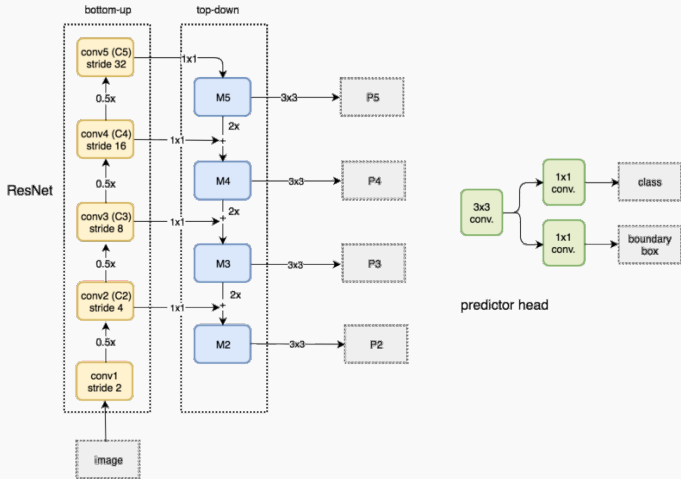 bottom-up
top-down
conv5 (C5)
stride 32
1x1
M5
3x3
P5
0.5x
2x
conv4 (C4)
stride 16
1x1
+
M4
3x3
P4
0.5x
2x
ResNet
conv3 (C3)
stride 8
1x1
+
M3
3x3
P3
0.5x
2x
conv2 (C2)
stride 4
1x1
+
M2
3x3
P2
0.5x
conv1
stride 2
image
3x3
conv.
1x1
conv.
class
1x1
conv.
boundary
box
predictor head